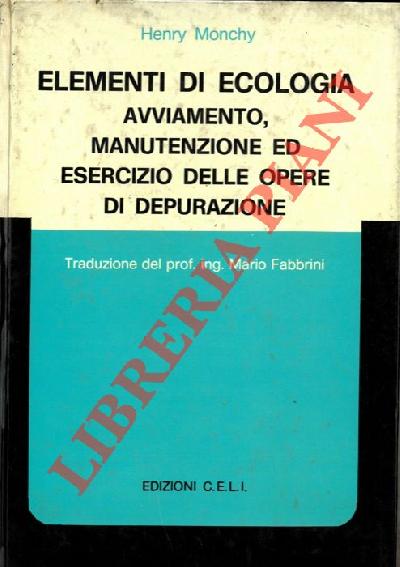 Henry Monchy
ELEMENTI DI ECOLOGIA
AVVIAMENTO,
MANUTENZIONE ED
ESERCIZIO DELLE OPERE
DI DEPURAZIONE
Traduzione del prof. ing. Mario Fabbrini
EDIZIONI C.E.L.I.
LIBRERIA PIANI